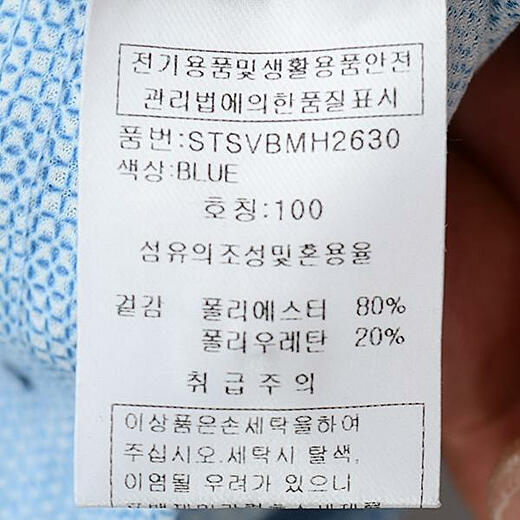 전기용품및생활용품안전
관리법에의한품질표시
품번:STSVBMH2630
색상:BLUE
호칭:100
섬유의조성및혼용율
겉감 폴리에스터 80%
폴리우레탄 20%
취급주의
이상품은손세탁을하여
주십시오.세탁시 탈색,
이염될 우려가 있으니